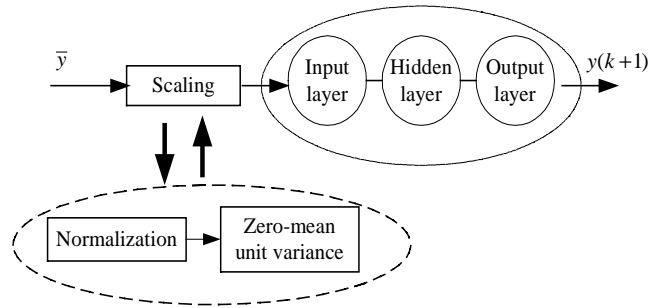 ȳ
Scaling
Input
layer
Hidden
layer
Output
layer
y(k+1)
Normalization
Zero-mean
unit variance